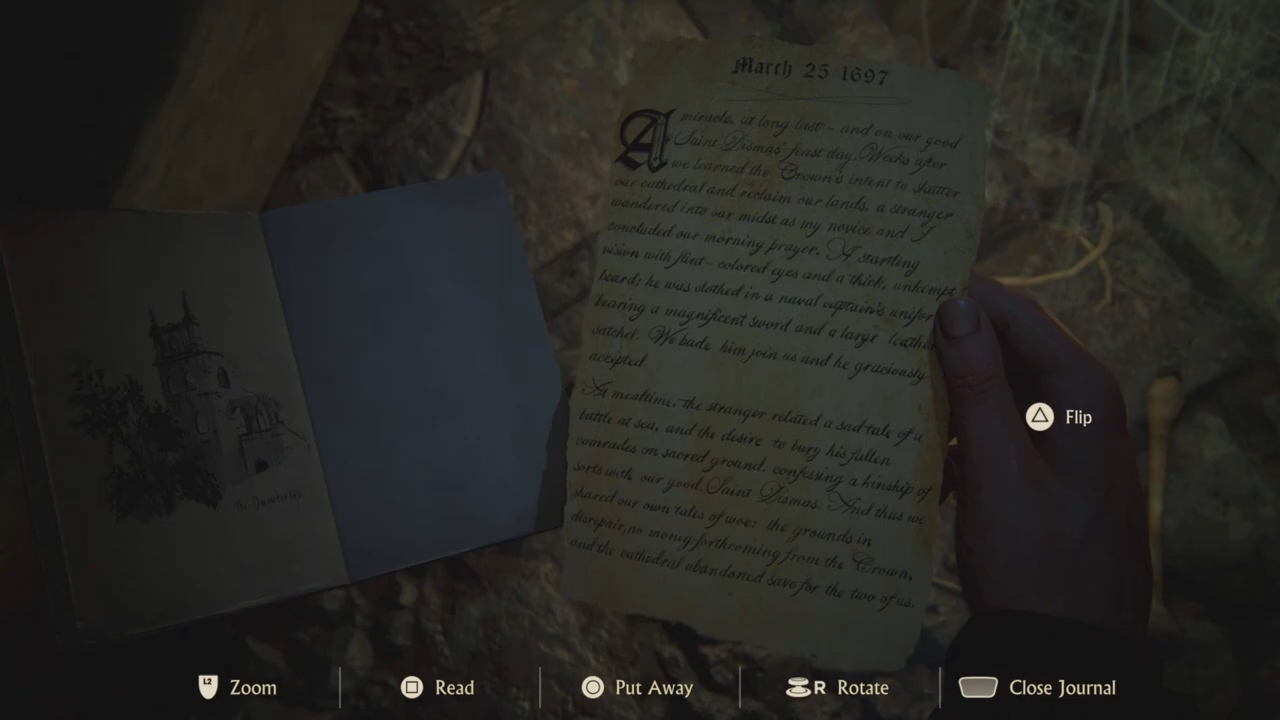 March 25 1697
A miracle, at long last - and on our good
Saint Dismas' feast day. Weeks after
we learned the Crown's intent to shutter
our cathedral and reclaim our lands, a stranger
wandered into our midst as my novice and I
concluded our morning prayer. A startling
vision with flint-colored eyes and a thick, unkempt
beard; he was clothed in a naval captain's unifor
bearing a magnificent sword and a large leather
satchel. We bade him join us and he graciously
accepted.
At mealtime, the stranger related a sad tale of a
battle at sea, and the desire to bury his fallen
comrades on sacred ground, confessing a kinship of
sorts with our good Saint Dismas. And thus we
shared our own tales of woe: the grounds in
disrepair, no money forthcoming from the Crown,
and the cathedral abandoned save for the two of us.
The Dormitories
Flip
L2 Zoom
Read
Put Away
R Rotate
Close Journal